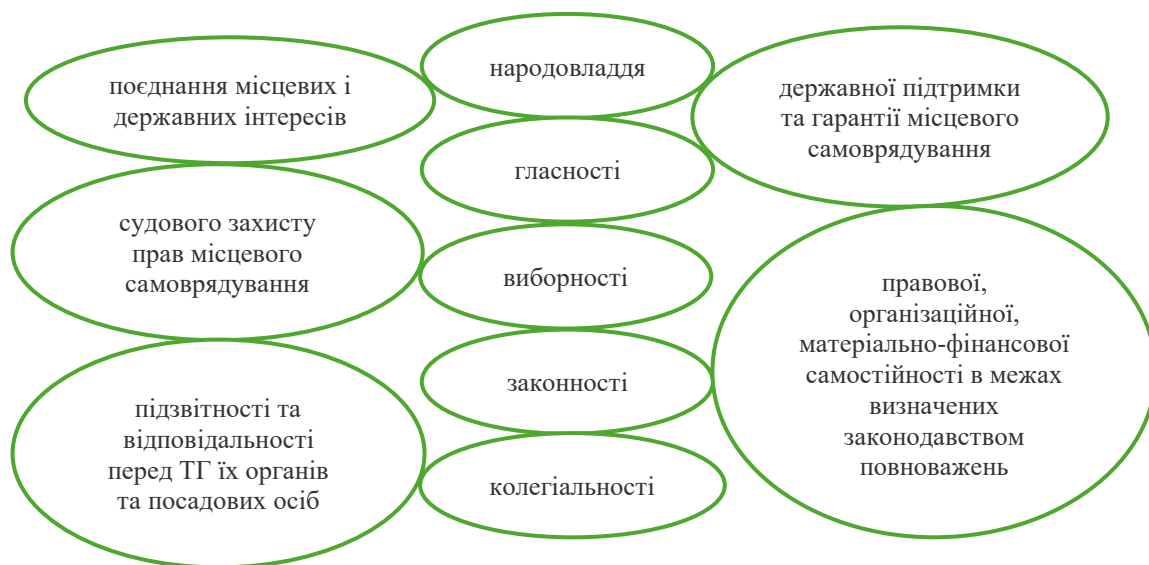 поєднання місцевих і
державних інтересів
судового захисту
прав місцевого
самоврядування
підзвітності та
відповідальності
перед ТГ їх органів
та посадових осіб
народовладдя
гласності
виборності
законності
колегіальності
державної підтримки
та гарантії місцевого
самоврядування
правової,
організаційної,
матеріально-фінансової
самостійності в межах
визначених
законодавством
повноважень